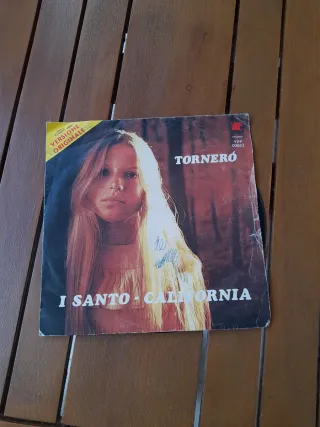 VERSIONE
ORIGINALE
TORNERÓ
I SANTO - CALIFORNIA